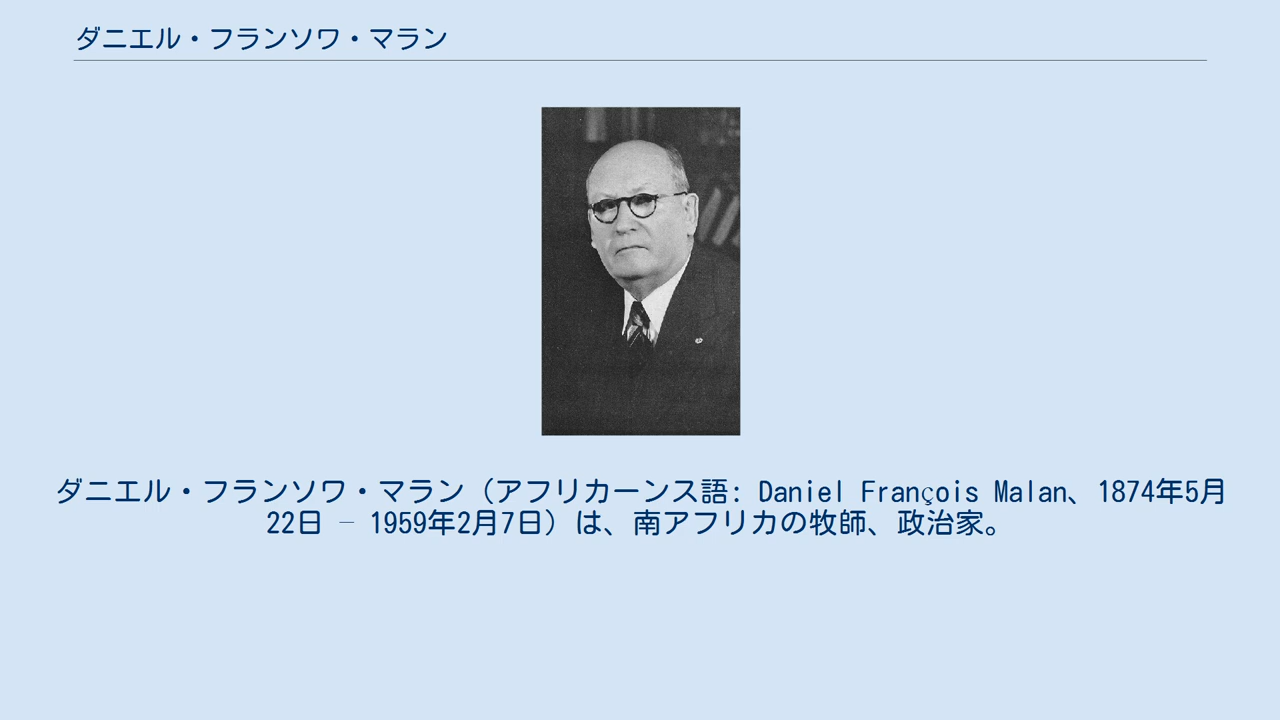 ダニエル・フランソワ・マラン
ダニエル・フランソワ・マラン（アフリカーンス語: Daniel François Malan、1874年5月
22日 – 1959年2月7日）は、南アフリカの牧師、政治家。